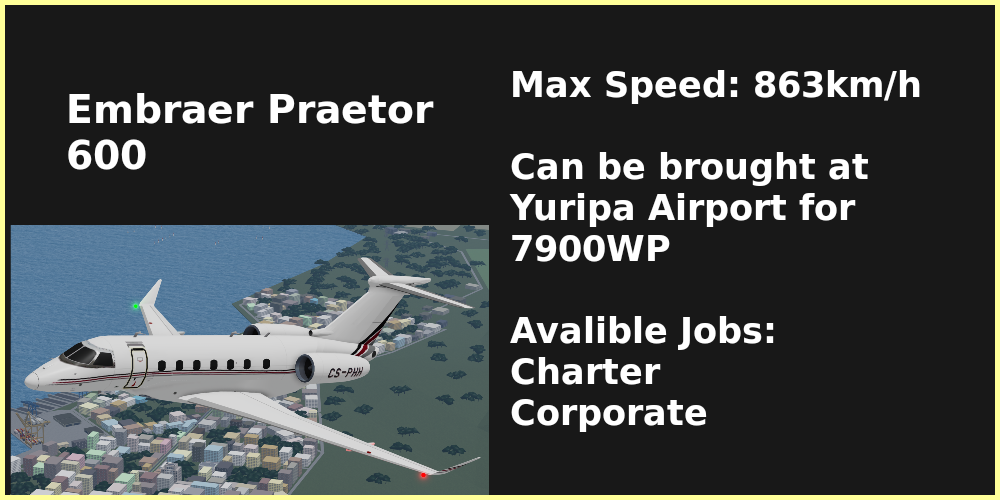 Embraer Praetor
600
Max Speed: 863km/h
Can be brought at
Yuripa Airport for
7900WP
Avalible Jobs:
Charter
Corporate
CS-PHH